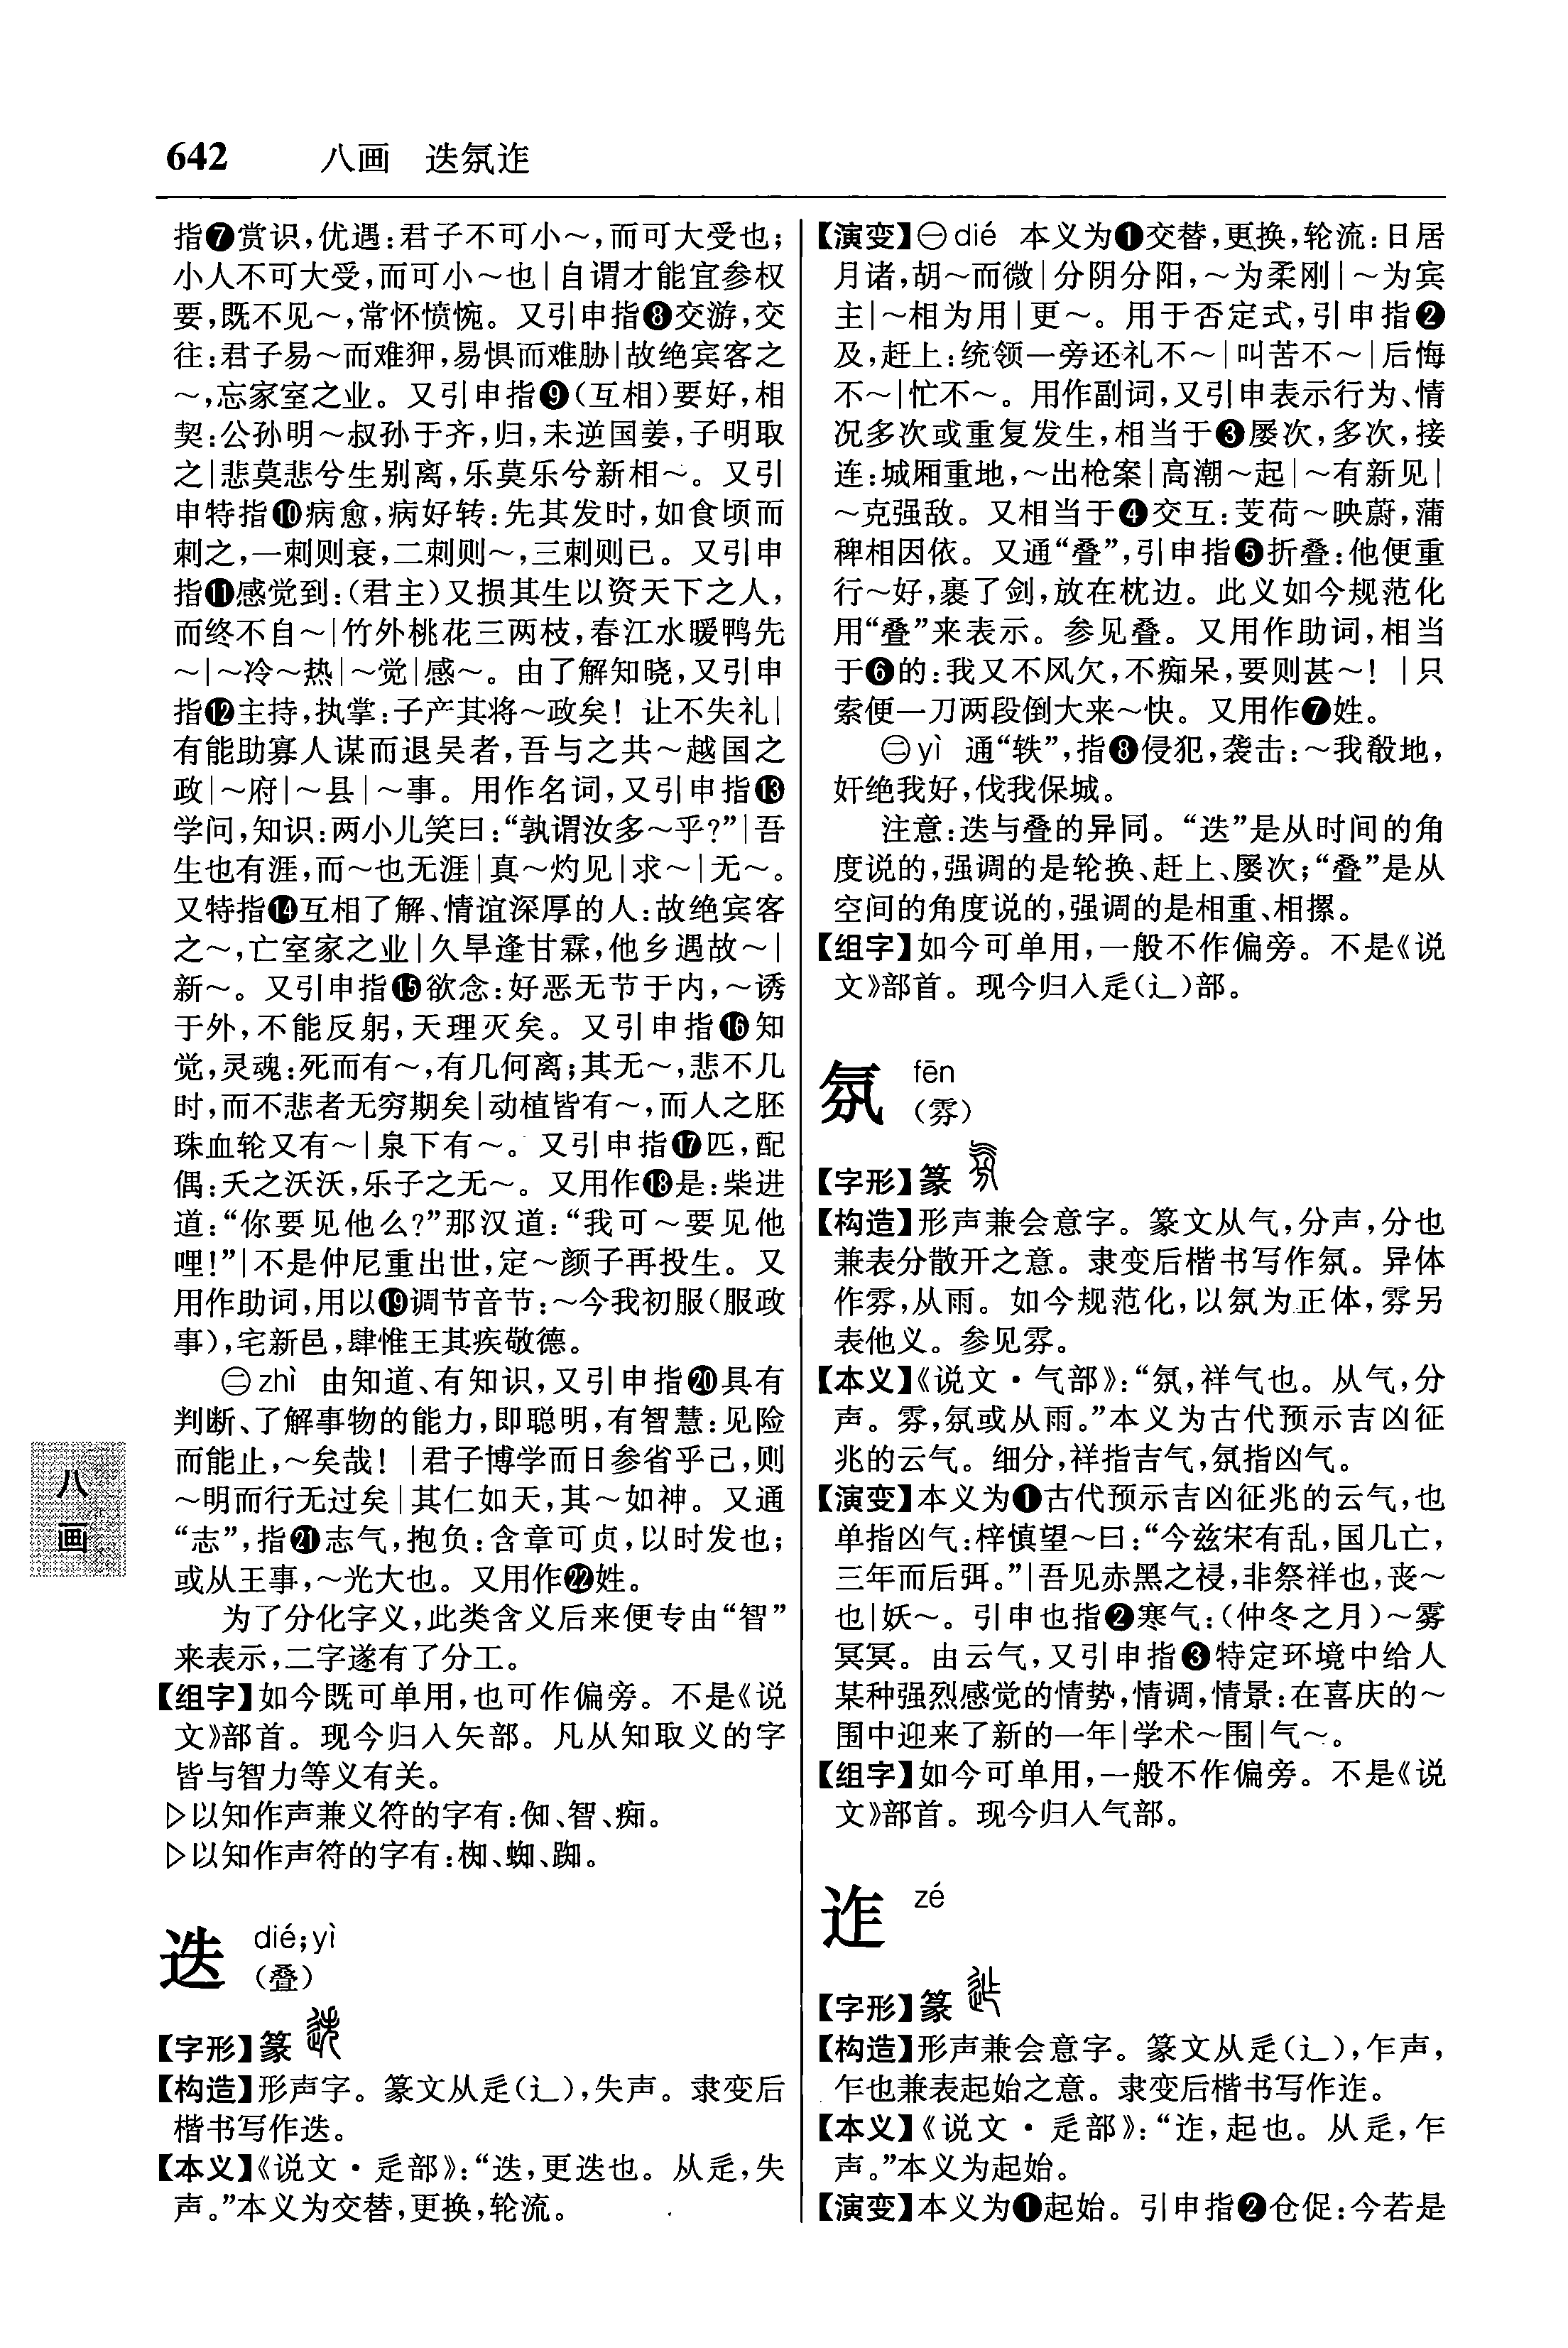 642 八画 迭氛迮
指❼赏识,优遇:君子不可小～,而可大受也;
小人不可大受,而可小～也|自谓才能宜参权
要,既不见～,常怀愤惋。又引申指❽交游,交
往:君子易～而难狎,易惧而难胁|故绝宾客之
～,忘家室之业。又引申指❾(互相)要好,相
契:公孙明～叔孙于齐,归,未逆国姜,子明取
之|悲莫悲兮生别离,乐莫乐兮新相～。又引
申特指❿病愈,病好转:先其发时,如食顷而
刺之,一刺则衰,二刺则～,三刺则已。又引申
指⓫感觉到:(君主)又损其生以资天下之人,
而终不自～|竹外桃花三两枝,春江水暖鸭先
～|～冷～热|～觉|感～。由了解知晓,又引申
指⓬主持,执掌:子产其将～政矣!让不失礼|
有能助寡人谋而退吴者,吾与之共～越国之
政|～府|～县|～事。用作名词,又引申指⓭
学问,知识:两小儿笑曰:“孰谓汝多～乎?”|吾
生也有涯,而～也无涯|真～灼见|求～|无～。
又特指⓮互相了解、情谊深厚的人:故绝宾客
之～,亡室家之业|久旱逢甘霖,他乡遇故～|
新～。又引申指⓯欲念:好恶无节于内,～诱
于外,不能反躬,天理灭矣。又引申指⓰知
觉,灵魂:死而有～,有几何离;其无～,悲不几
时,而不悲者无穷期矣|动植皆有～,而人之胚
珠血轮又有～|泉下有～。又引申指⓱匹,配
偶:夭之沃沃,乐子之无～。又用作⓲是:柴进
道:“你要见他么?”那汉道:“我可～要见他
哩!”|不是仲尼重出世,定～颜子再投生。又
用作助词,用以⓳调节音节:～今我初服(服政
事),宅新邑,肆惟王其疾敬德。
㊁zhì 由知道、有知识,又引申指⓴具有
判断、了解事物的能力,即聪明,有智慧:见险
而能止,～矣哉!|君子博学而日参省乎己,则
～明而行无过矣|其仁如天,其～如神。又通
“志”,指㉑志气,抱负:含章可贞,以时发也;
或从王事,～光大也。又用作㉒姓。
为了分化字义,此类含义后来便专由“智”
来表示,二字遂有了分工。
【组字】如今既可单用,也可作偏旁。不是《说
文》部首。现今归入矢部。凡从知取义的字
皆与智力等义有关。
▷以知作声兼义符的字有:倁、智、痴。
▷以知作声符的字有:椥、蜘、踟。
迭 dié;yì
(叠)
【字形】篆
【构造】形声字。篆文从辵(辶),失声。隶变后
楷书写作迭。
【本义】《说文·辵部》:“迭,更迭也。从辵,失
声。”本义为交替,更换,轮流。
【演变】㊀dié 本义为❶交替,更换,轮流:日居
月诸,胡～而微|分阴分阳,～为柔刚|～为宾
主|～相为用|更～。用于否定式,引申指❷
及,赶上:统领一旁还礼不～|叫苦不～|后悔
不～|忙不～。用作副词,又引申表示行为、情
况多次或重复发生,相当于❸屡次,多次,接
连:城厢重地,～出枪案|高潮～起|～有新见|
～克强敌。又相当于❹交互:芰荷～映蔚,蒲
稗相因依。又通“叠”,引申指❺折叠:他便重
行～好,裹了剑,放在枕边。此义如今规范化
用“叠”来表示。参见叠。又用作助词,相当
于❻的:我又不风欠,不痴呆,要则甚～!|只
索便一刀两段倒大来～快。又用作❼姓。
㊁yì 通“轶”,指❽侵犯,袭击:～我殽地,
奸绝我好,伐我保城。
注意:迭与叠的异同。“迭”是从时间的角
度说的,强调的是轮换、赶上、屡次;“叠”是从
空间的角度说的,强调的是相重、相摞。
【组字】如今可单用,一般不作偏旁。不是《说
文》部首。现今归入辵(辶)部。
氛 fēn
(雰)
【字形】篆
【构造】形声兼会意字。篆文从气,分声,分也
兼表分散开之意。隶变后楷书写作氛。异体
作雰,从雨。如今规范化,以氛为正体,雰另
表他义。参见雰。
【本义】《说文·气部》:“氛,祥气也。从气,分
声。雰,氛或从雨。”本义为古代预示吉凶征
兆的云气。细分,祥指吉气,氛指凶气。
【演变】本义为❶古代预示吉凶征兆的云气,也
单指凶气:梓慎望～曰:“今兹宋有乱,国几亡,
三年而后弭。”|吾见赤黑之祲,非祭祥也,丧～
也|妖～。引申也指❷寒气:(仲冬之月)～雾
冥冥。由云气,又引申指❸特定环境中给人
某种强烈感觉的情势,情调,情景:在喜庆的～
围中迎来了新的一年|学术～围|气～。
【组字】如今可单用,一般不作偏旁。不是《说
文》部首。现今归入气部。
迮 zé
【字形】篆
【构造】形声兼会意字。篆文从辵(辶),乍声,
乍也兼表起始之意。隶变后楷书写作迮。
【本义】《说文·辵部》:“迮,起也。从辵,乍
声。”本义为起始。
【演变】本义为❶起始。引申指❷仓促:今若是
八
画